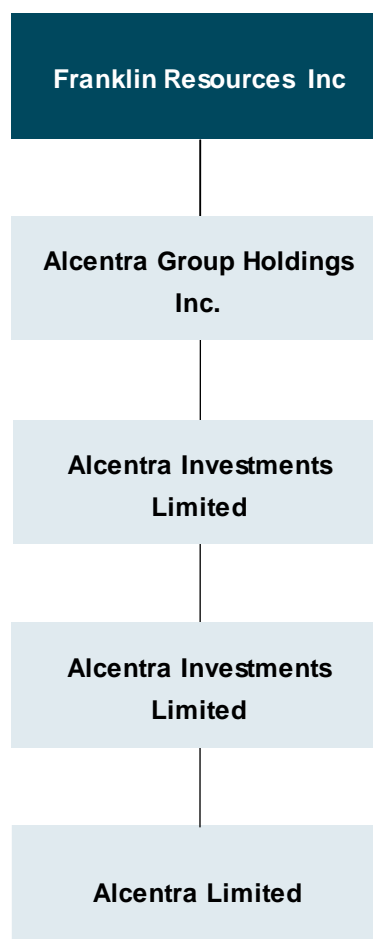 Franklin Resources Inc
Alcentra Group Holdings
Inc.
Alcentra Investments
Limited
Alcentra Investments
Limited
Alcentra Limited